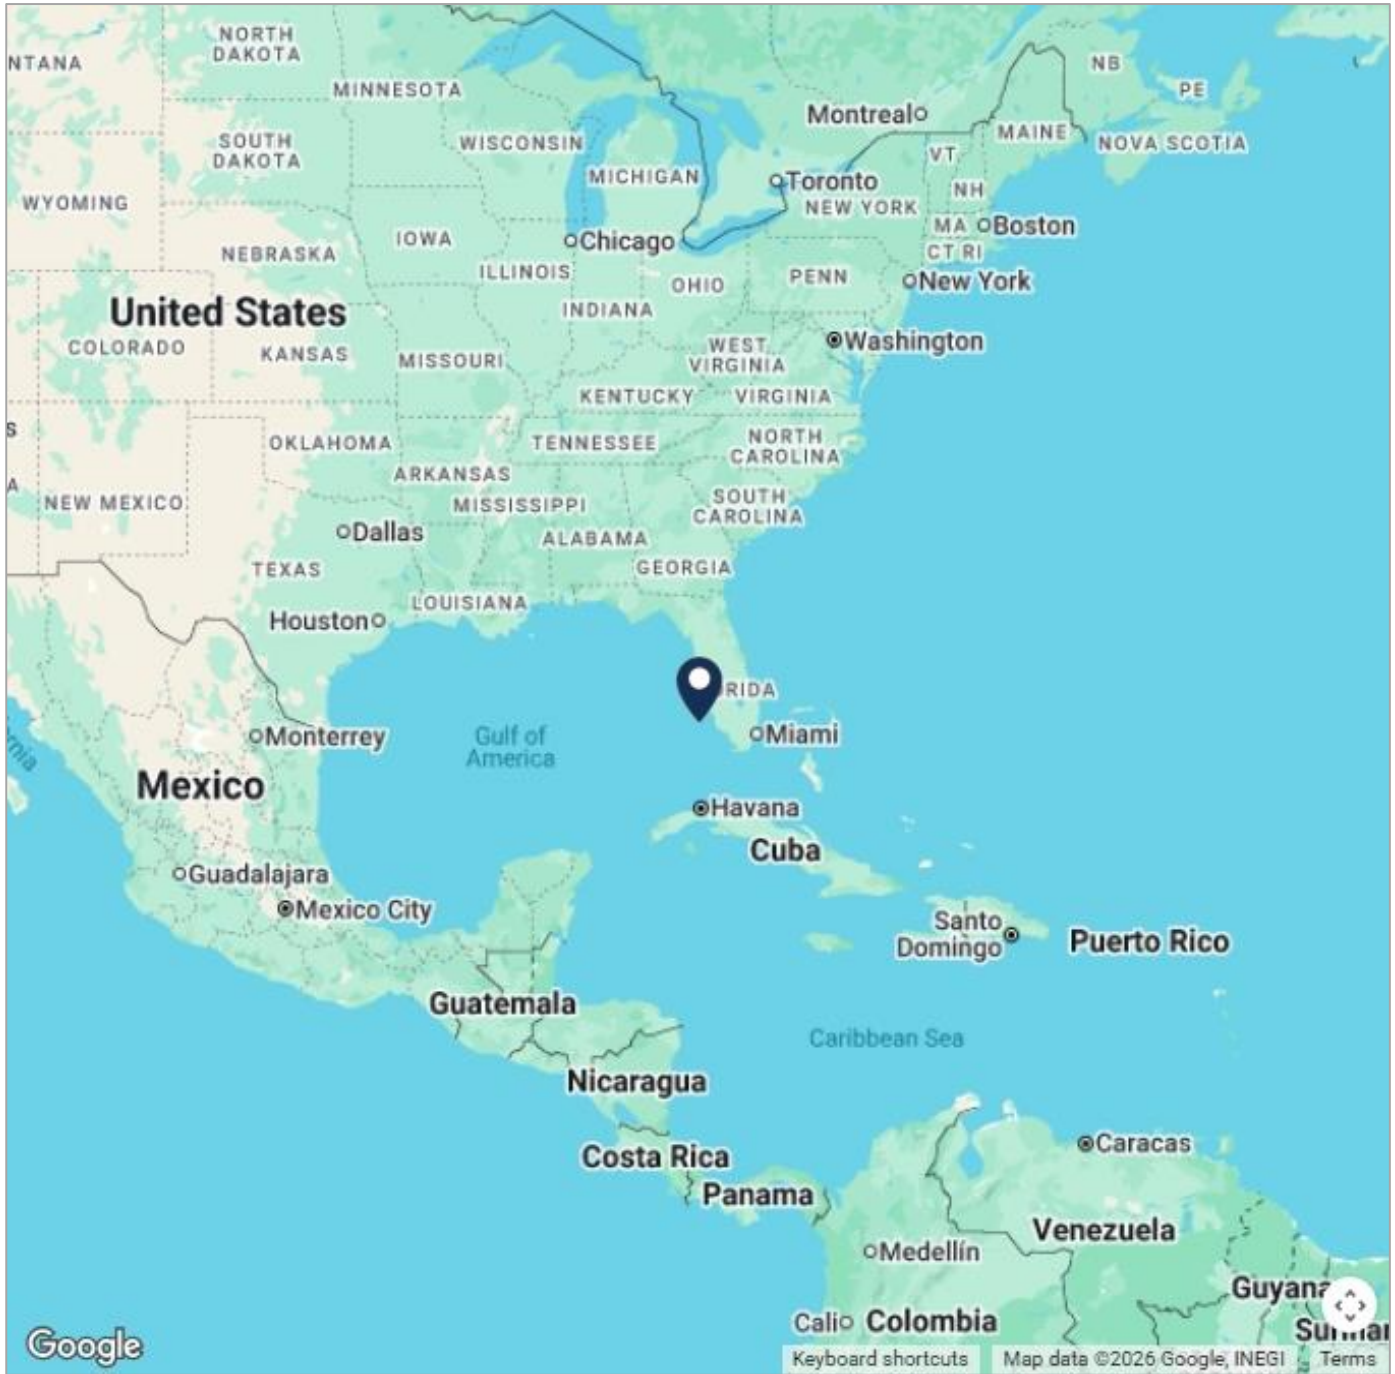 NORTH
DAKOTA
NTANA
MINNESOTA
NB
PE
Montreal
MAINE
NOVA SCOTIA
SOUTH
DAKOTA
WISCONSIN
VT
MICHIGAN
Toronto
NH
WYOMING
NEW YORK
MA
Boston
IOWA
Chicago
CT RI
NEBRASKA
ILLINOIS
PENN
New York
OHIO
United States
INDIANA
COLORADO
KANSAS
MISSOURI
WEST
VIRGINIA
Washington
KENTUCKY
VIRGINIA
S
OKLAHOMA
TENNESSEE
NORTH
CAROLINA
ARKANSAS
A
NEW MEXICO
MISSISSIPPI
SOUTH
CAROLINA
Dallas
ALABAMA
TEXAS
GEORGIA
LOUISIANA
Houston
RIDA
Monterrey
Gulf of
America
Miami
rnia
Mexico
Havana
Cuba
Guadalajara
Mexico City
Santo
Domingo
Puerto Rico
Guatemala
Caribbean Sea
Nicaragua
Caracas
Costa Rica
Panama
Venezuela
Medellín
Guyana
Cali
Colombia
Surinar
Google
Keyboard shortcuts
Map data ©2026 Google, INEGI
Terms